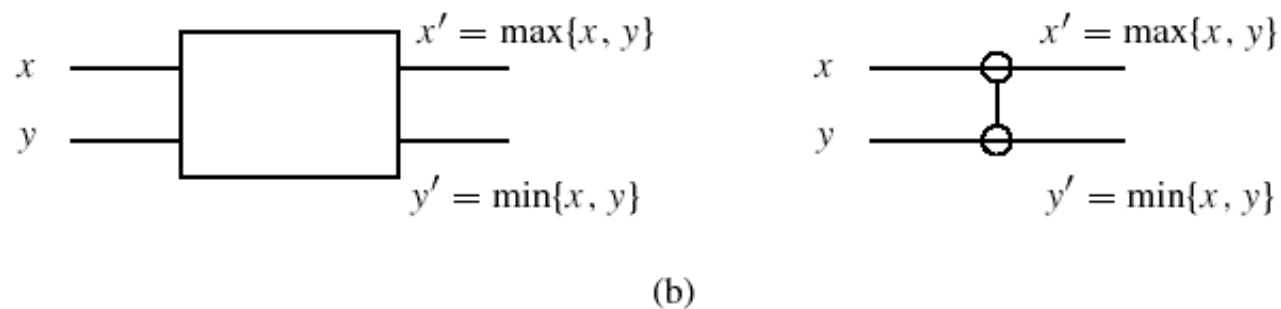 x′ = max{x, y}
x
y
y′ = min{x, y}
x′ = max{x, y}
x
y
y′ = min{x, y}
(b)